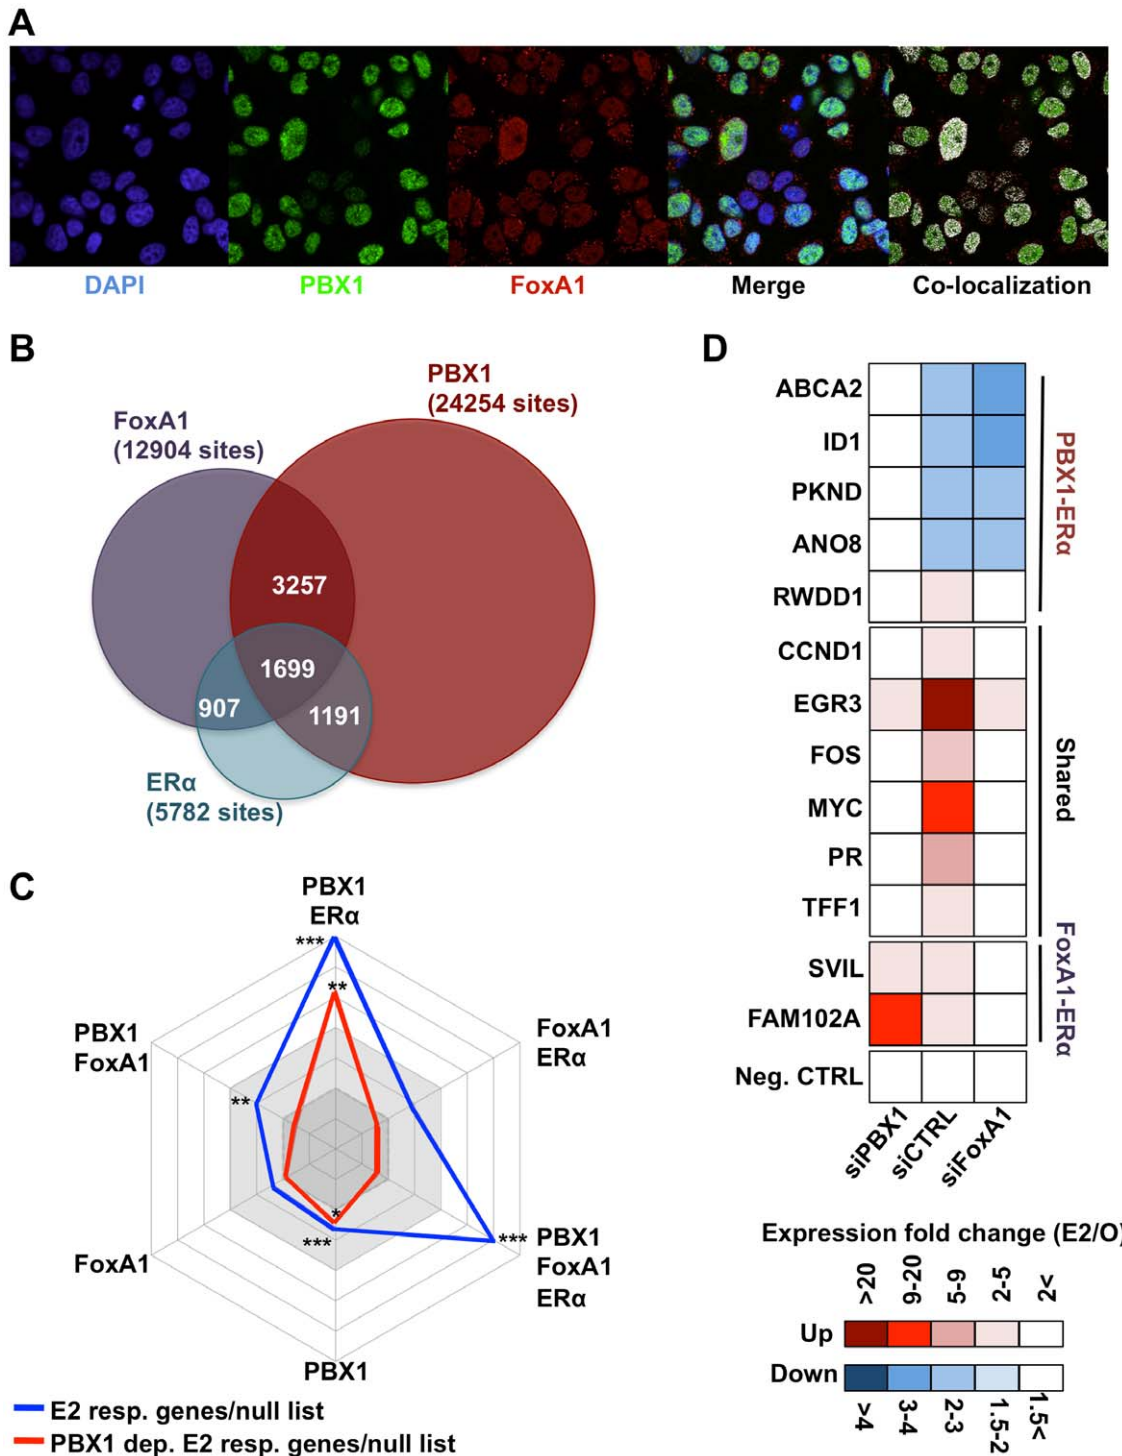 A
DAPI
PBX1
FoxA1
Merge
Co-localization
B
FoxA1
(12904 sites)
PBX1
(24254 sites)
3257
1699
907
1191
ERα
(5782 sites)
C
PBX1
ERα
***
**
PBX1
FoxA1
FoxA1
ERα
**
*
***
***
PBX1
FoxA1
ERα
FoxA1
PBX1
E2 resp. genes/null list
PBX1 dep. E2 resp. genes/null list
D
ABCA2
ID1
PKND
ANO8
RWDD1
PBX1-ERα
CCND1
EGR3
FOS
MYC
PR
TFF1
Shared
SVIL
FAM102A
FoxA1-ERα
Neg. CTRL
siPBX1
siCTRL
siFoxA1
Expression fold change (E2/O)
>20
9-20
5-9
2-5
2<
Up
Down
>4
3-4
2-3
1.5-2
1.5<